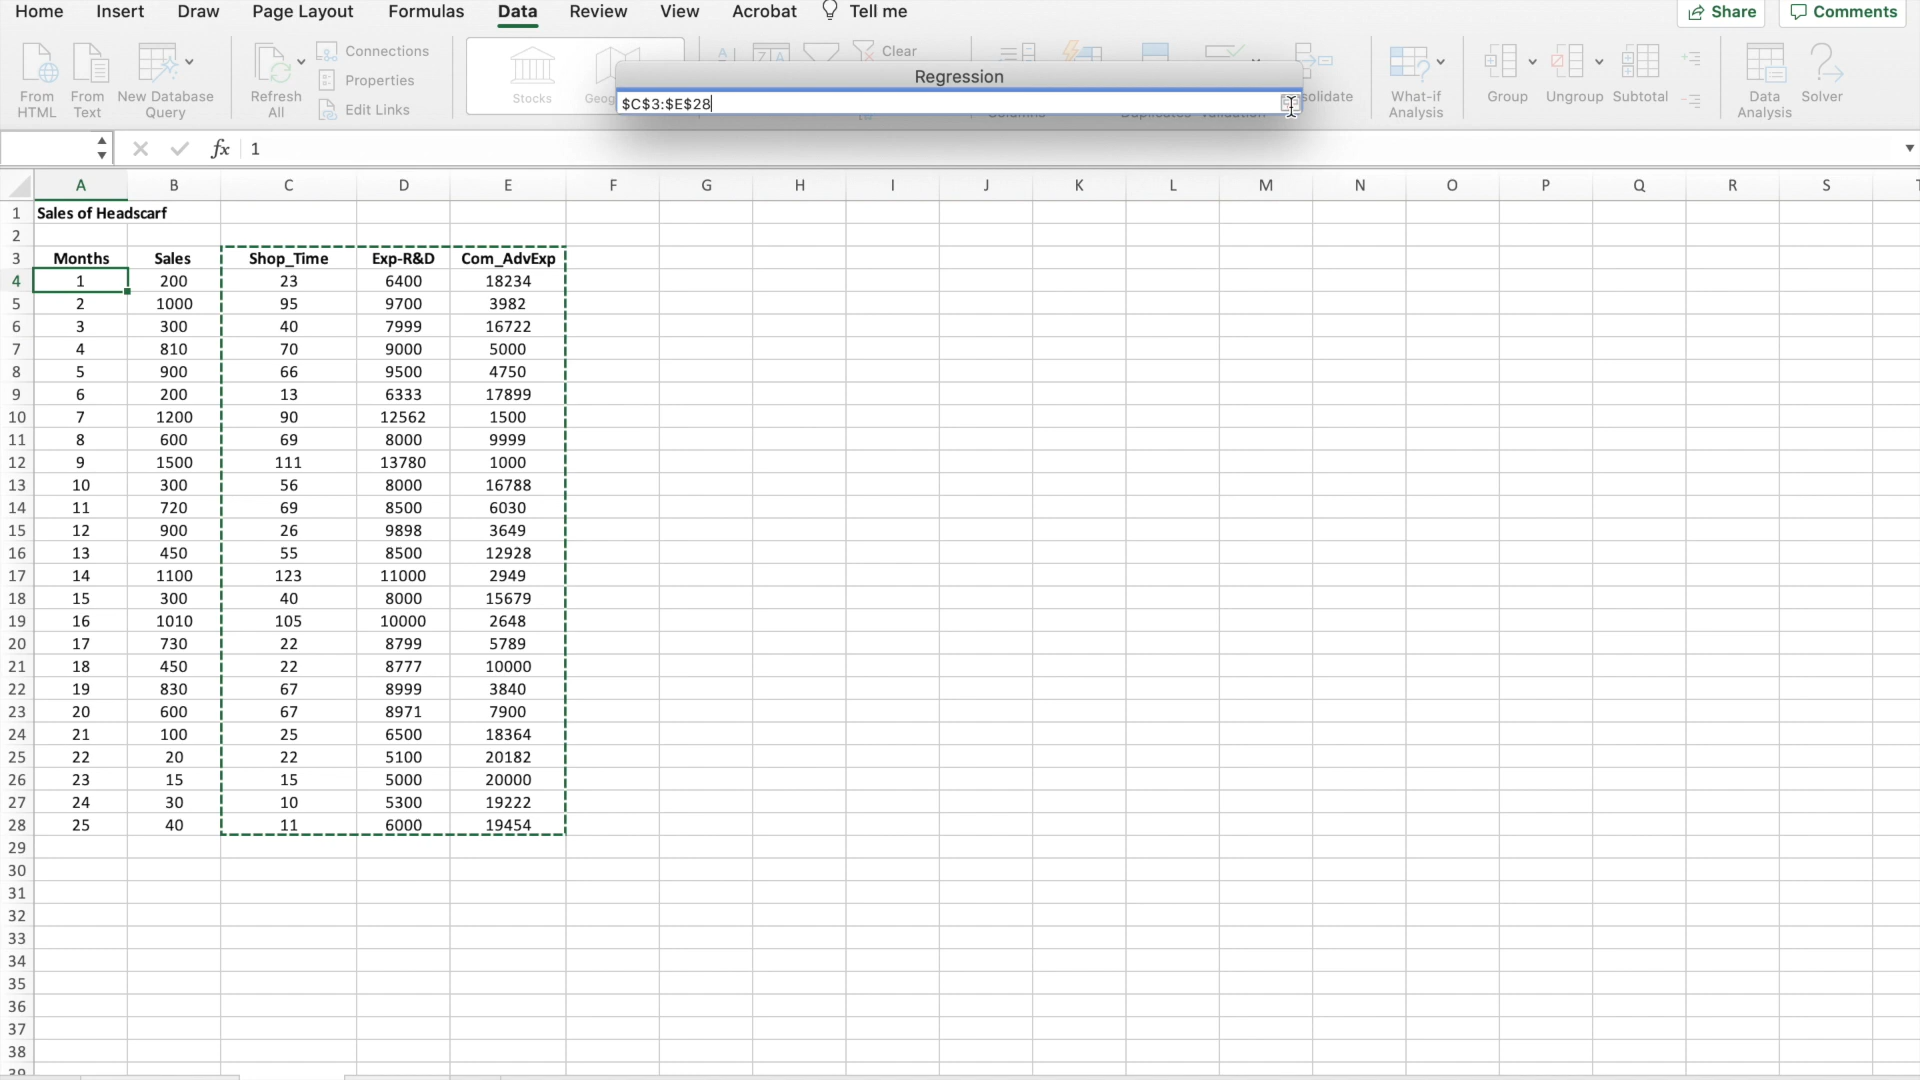 Home Insert Draw Page Layout Formulas Data Review View Acrobat Tell me Share Comments
Connections Clear
Properties
Edit Links
From HTML From Text New Database Query Refresh All Stocks What-if Analysis Group Ungroup Subtotal Data Analysis Solver
Regression
$C$3:$E$28
fx 1
A B C D E F G H I J K L M N O P Q R S
1 Sales of Headscarf
2
3 Months Sales Shop_Time Exp-R&D Com_AdvExp
4 1 200 23 6400 18234
5 2 1000 95 9700 3982
6 3 300 40 7999 16722
7 4 810 70 9000 5000
8 5 900 66 9500 4750
9 6 200 13 6333 17899
10 7 1200 90 12562 1500
11 8 600 69 8000 9999
12 9 1500 111 13780 1000
13 10 300 56 8000 16788
14 11 720 69 8500 6030
15 12 900 26 9898 3649
16 13 450 55 8500 12928
17 14 1100 123 11000 2949
18 15 300 40 8000 15679
19 16 1010 105 10000 2648
20 17 730 22 8799 5789
21 18 450 22 8777 10000
22 19 830 67 8999 3840
23 20 600 67 8971 7900
24 21 100 25 6500 18364
25 22 20 22 5100 20182
26 23 15 15 5000 20000
27 24 30 10 5300 19222
28 25 40 11 6000 19454
29
30
31
32
33
34
35
36
37
38
39